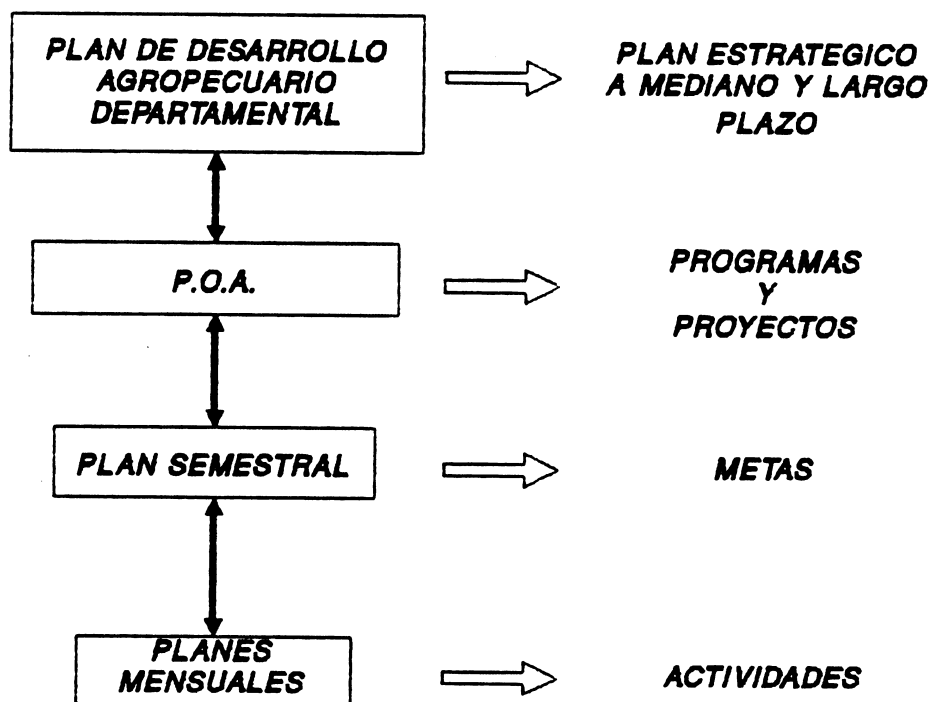 PLAN DE DESARROLLO
AGROPECUARIO
DEPARTAMENTAL
PLAN ESTRATEGICO
A MEDIANO Y LARGO
PLAZO
P.O.A.
PROGRAMAS
Y
PROYECTOS
PLAN SEMESTRAL
METAS
PLANES
MENSUALES
ACTIVIDADES